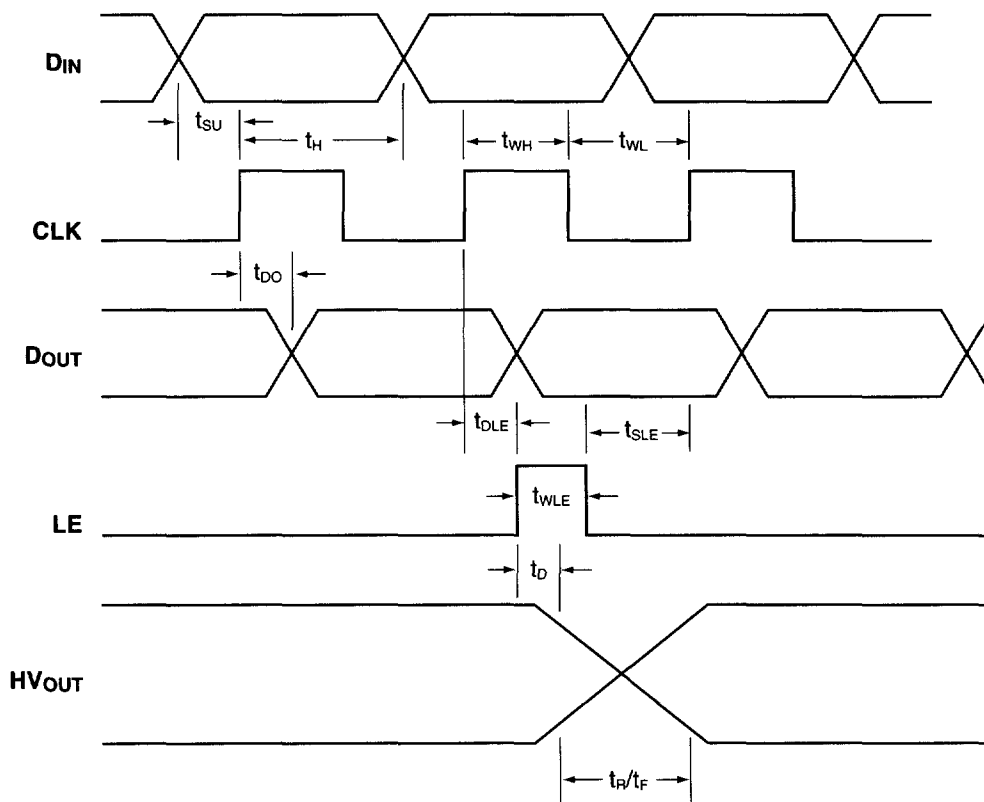 DIN
tSU
tH
tWH
tWL
CLK
tDO
DOUT
tDLE
tSLE
LE
tWLE
tD
HVOUT
tR/tF